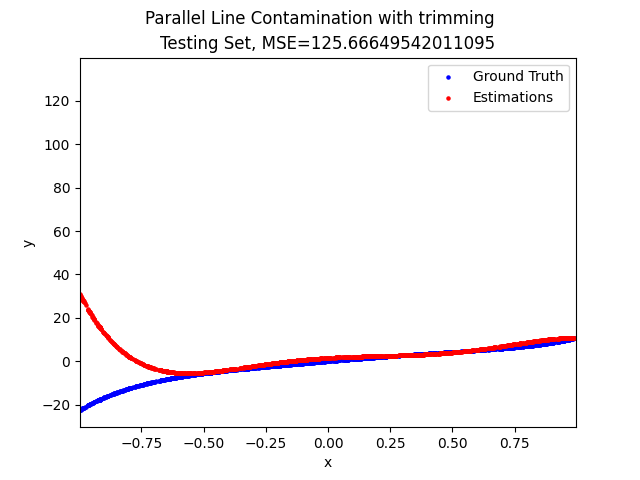 Parallel Line Contamination with trimming
Testing Set, MSE=125.66649542011095
Ground Truth
Estimations
120
100
80
60
40
20
0
−20
y
−0.75 −0.50 −0.25 0.00 0.25 0.50 0.75
x